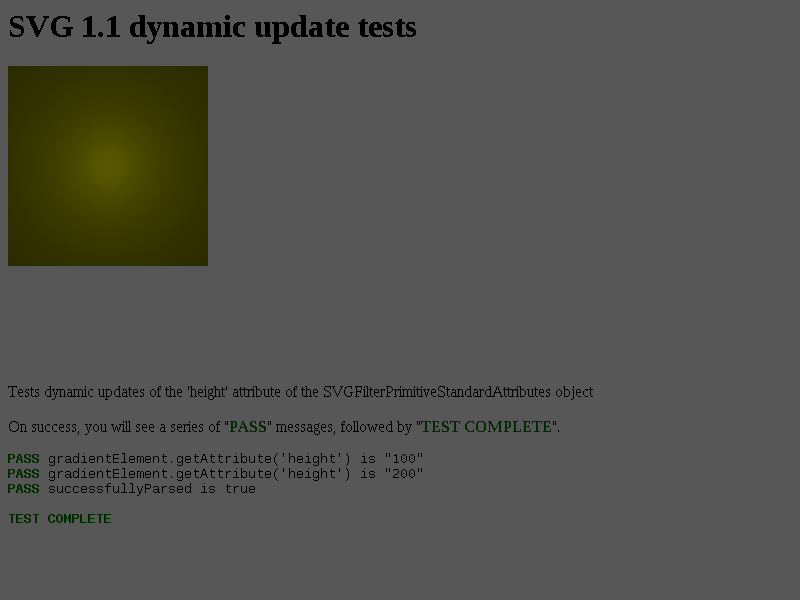 SVG 1.1 dynamic update tests
Tests dynamic updates of the 'height' attribute of the SVGFilterPrimitiveStandardAttributes object
On success, you will see a series of "PASS" messages, followed by "TEST COMPLETE".
PASS gradientElement.getAttribute('height') is "100"
PASS gradientElement.getAttribute('height') is "200"
PASS successfullyParsed is true
TEST COMPLETE